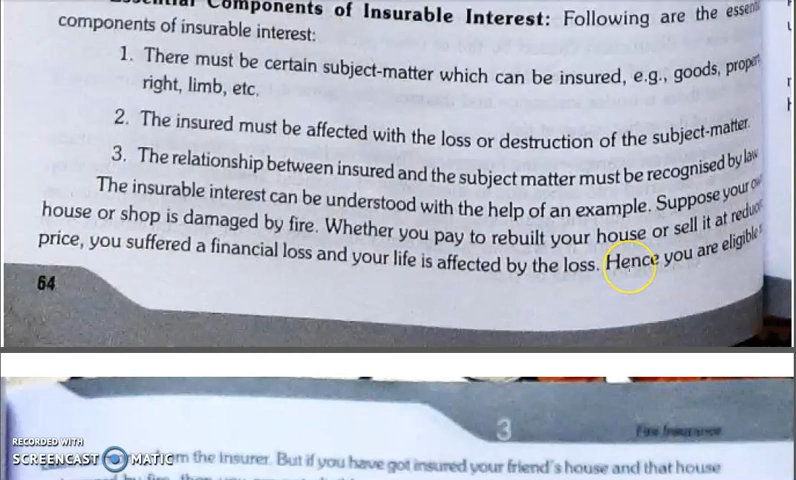 Components of Insurable Interest: Following are the
components of insurable interest:
1. There must be certain subject-matter which can be insured, e.g., goods,
right, limb, etc.
2. The insured must be affected with the loss or destruction of the subject-matter.
3. The relationship between insured and the subject matter must be recognised by law
The insurable interest can be understood with the help of an example. Suppose your
house or shop is damaged by fire. Whether you pay to rebuilt your house or sell it at
price, you suffered a financial loss and your life is affected by the loss. Hence you are eligible
64
3
Fire Insurance
RECORDED WITH
SCREENCAST MATIC
the insurer. But if you have got insured your friend's house and that house